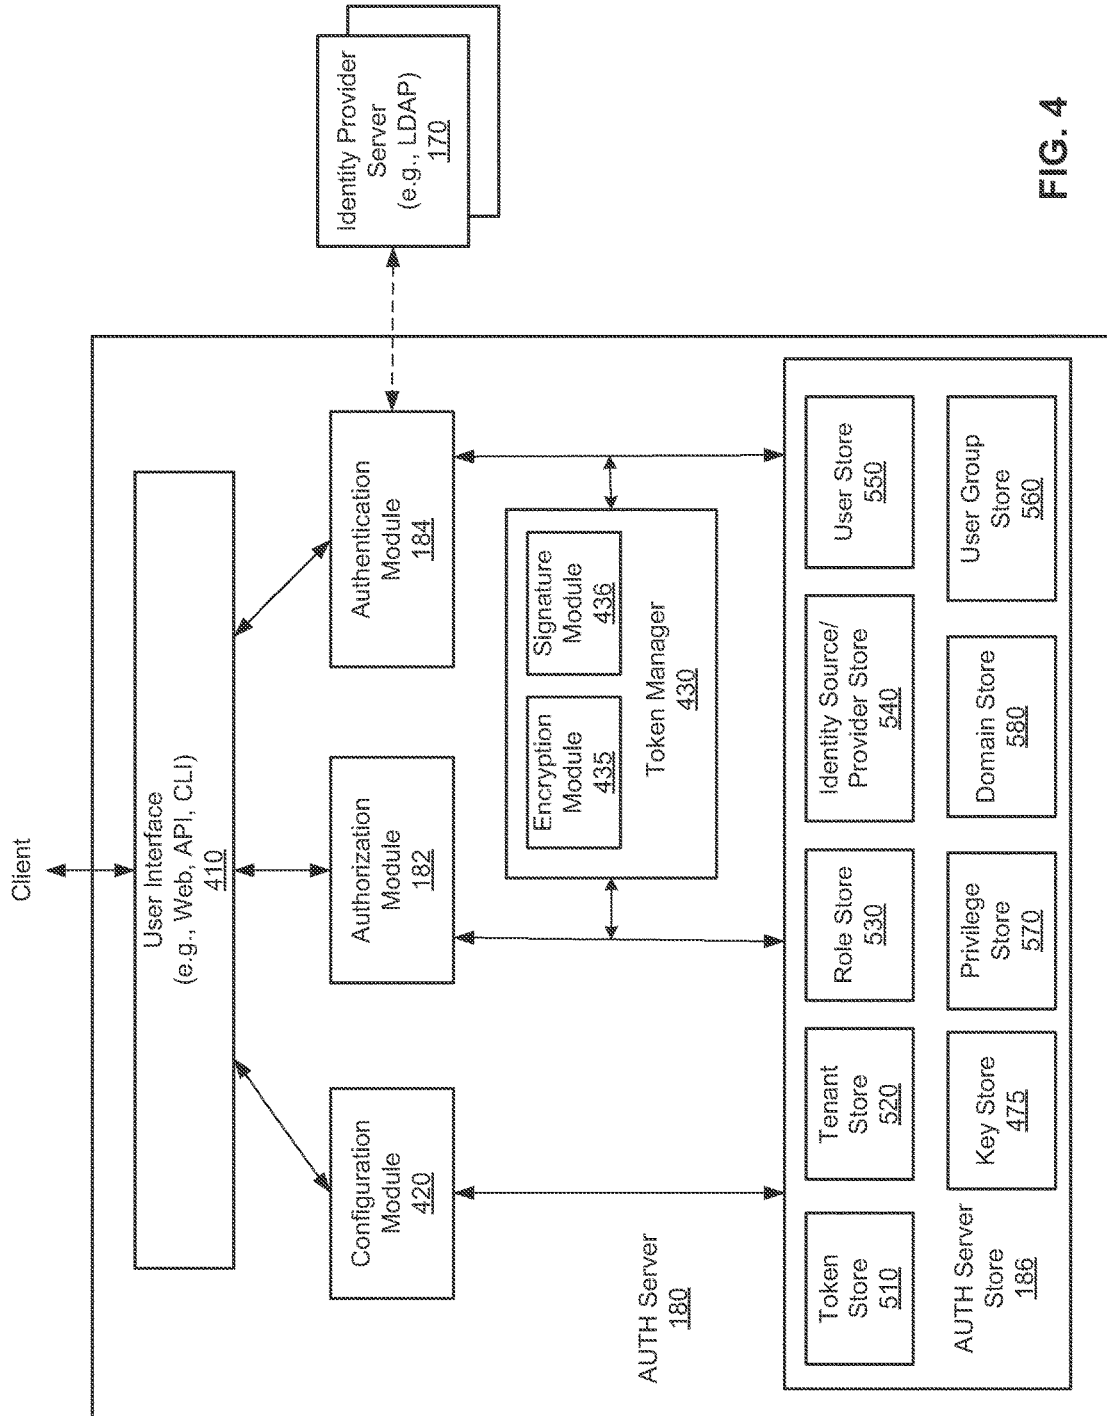 Client
User Interface
(e.g., Web, API, CLI)
410
Configuration
Module
420
Authorization
Module
182
Authentication
Module
184
Identity Provider
Server
(e.g., LDAP)
170
Encryption
Module
435
Signature
Module
436
Token Manager
430
AUTH Server
180
Token
Store
510
Tenant
Store
520
Role Store
530
Identity Source/
Provider Store
540
User Store
550
AUTH Server
Store
186
Key Store
475
Privilege
Store
570
Domain Store
580
User Group
Store
560
FIG. 4